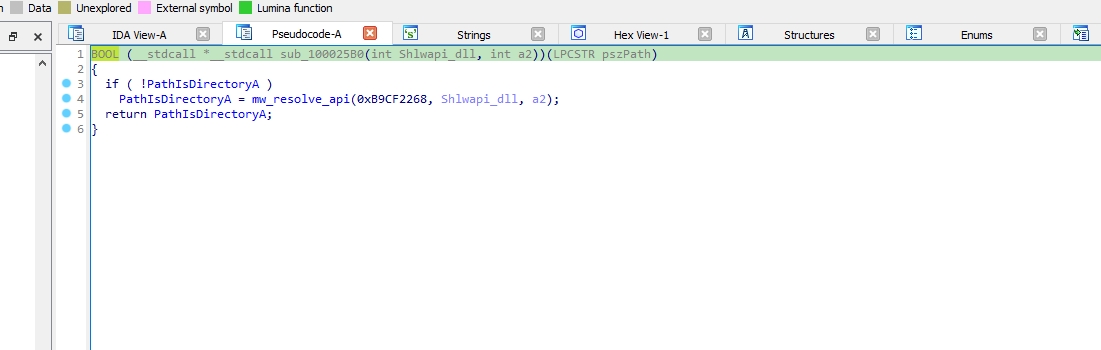 Data Unexplored External symbol Lumina function
IDA View-A Pseudocode-A Strings Hex View-1 Structures Enums
1 BOOL (__stdcall *__stdcall sub_100025B0(int Shlwapi_dll, int a2))(LPCSTR pszPath)
2 {
3 if ( !PathIsDirectoryA )
4 PathIsDirectoryA = mw_resolve_api(0xB9CF2268, Shlwapi_dll, a2);
5 return PathIsDirectoryA;
6 }